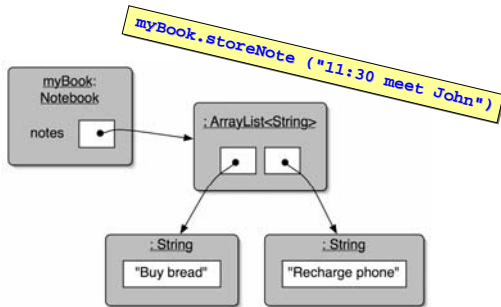 myBook.storeNote ("11:30 meet John")
myBook:
Notebook
notes
: ArrayList<String>
: String
"Buy bread"
: String
"Recharge phone"